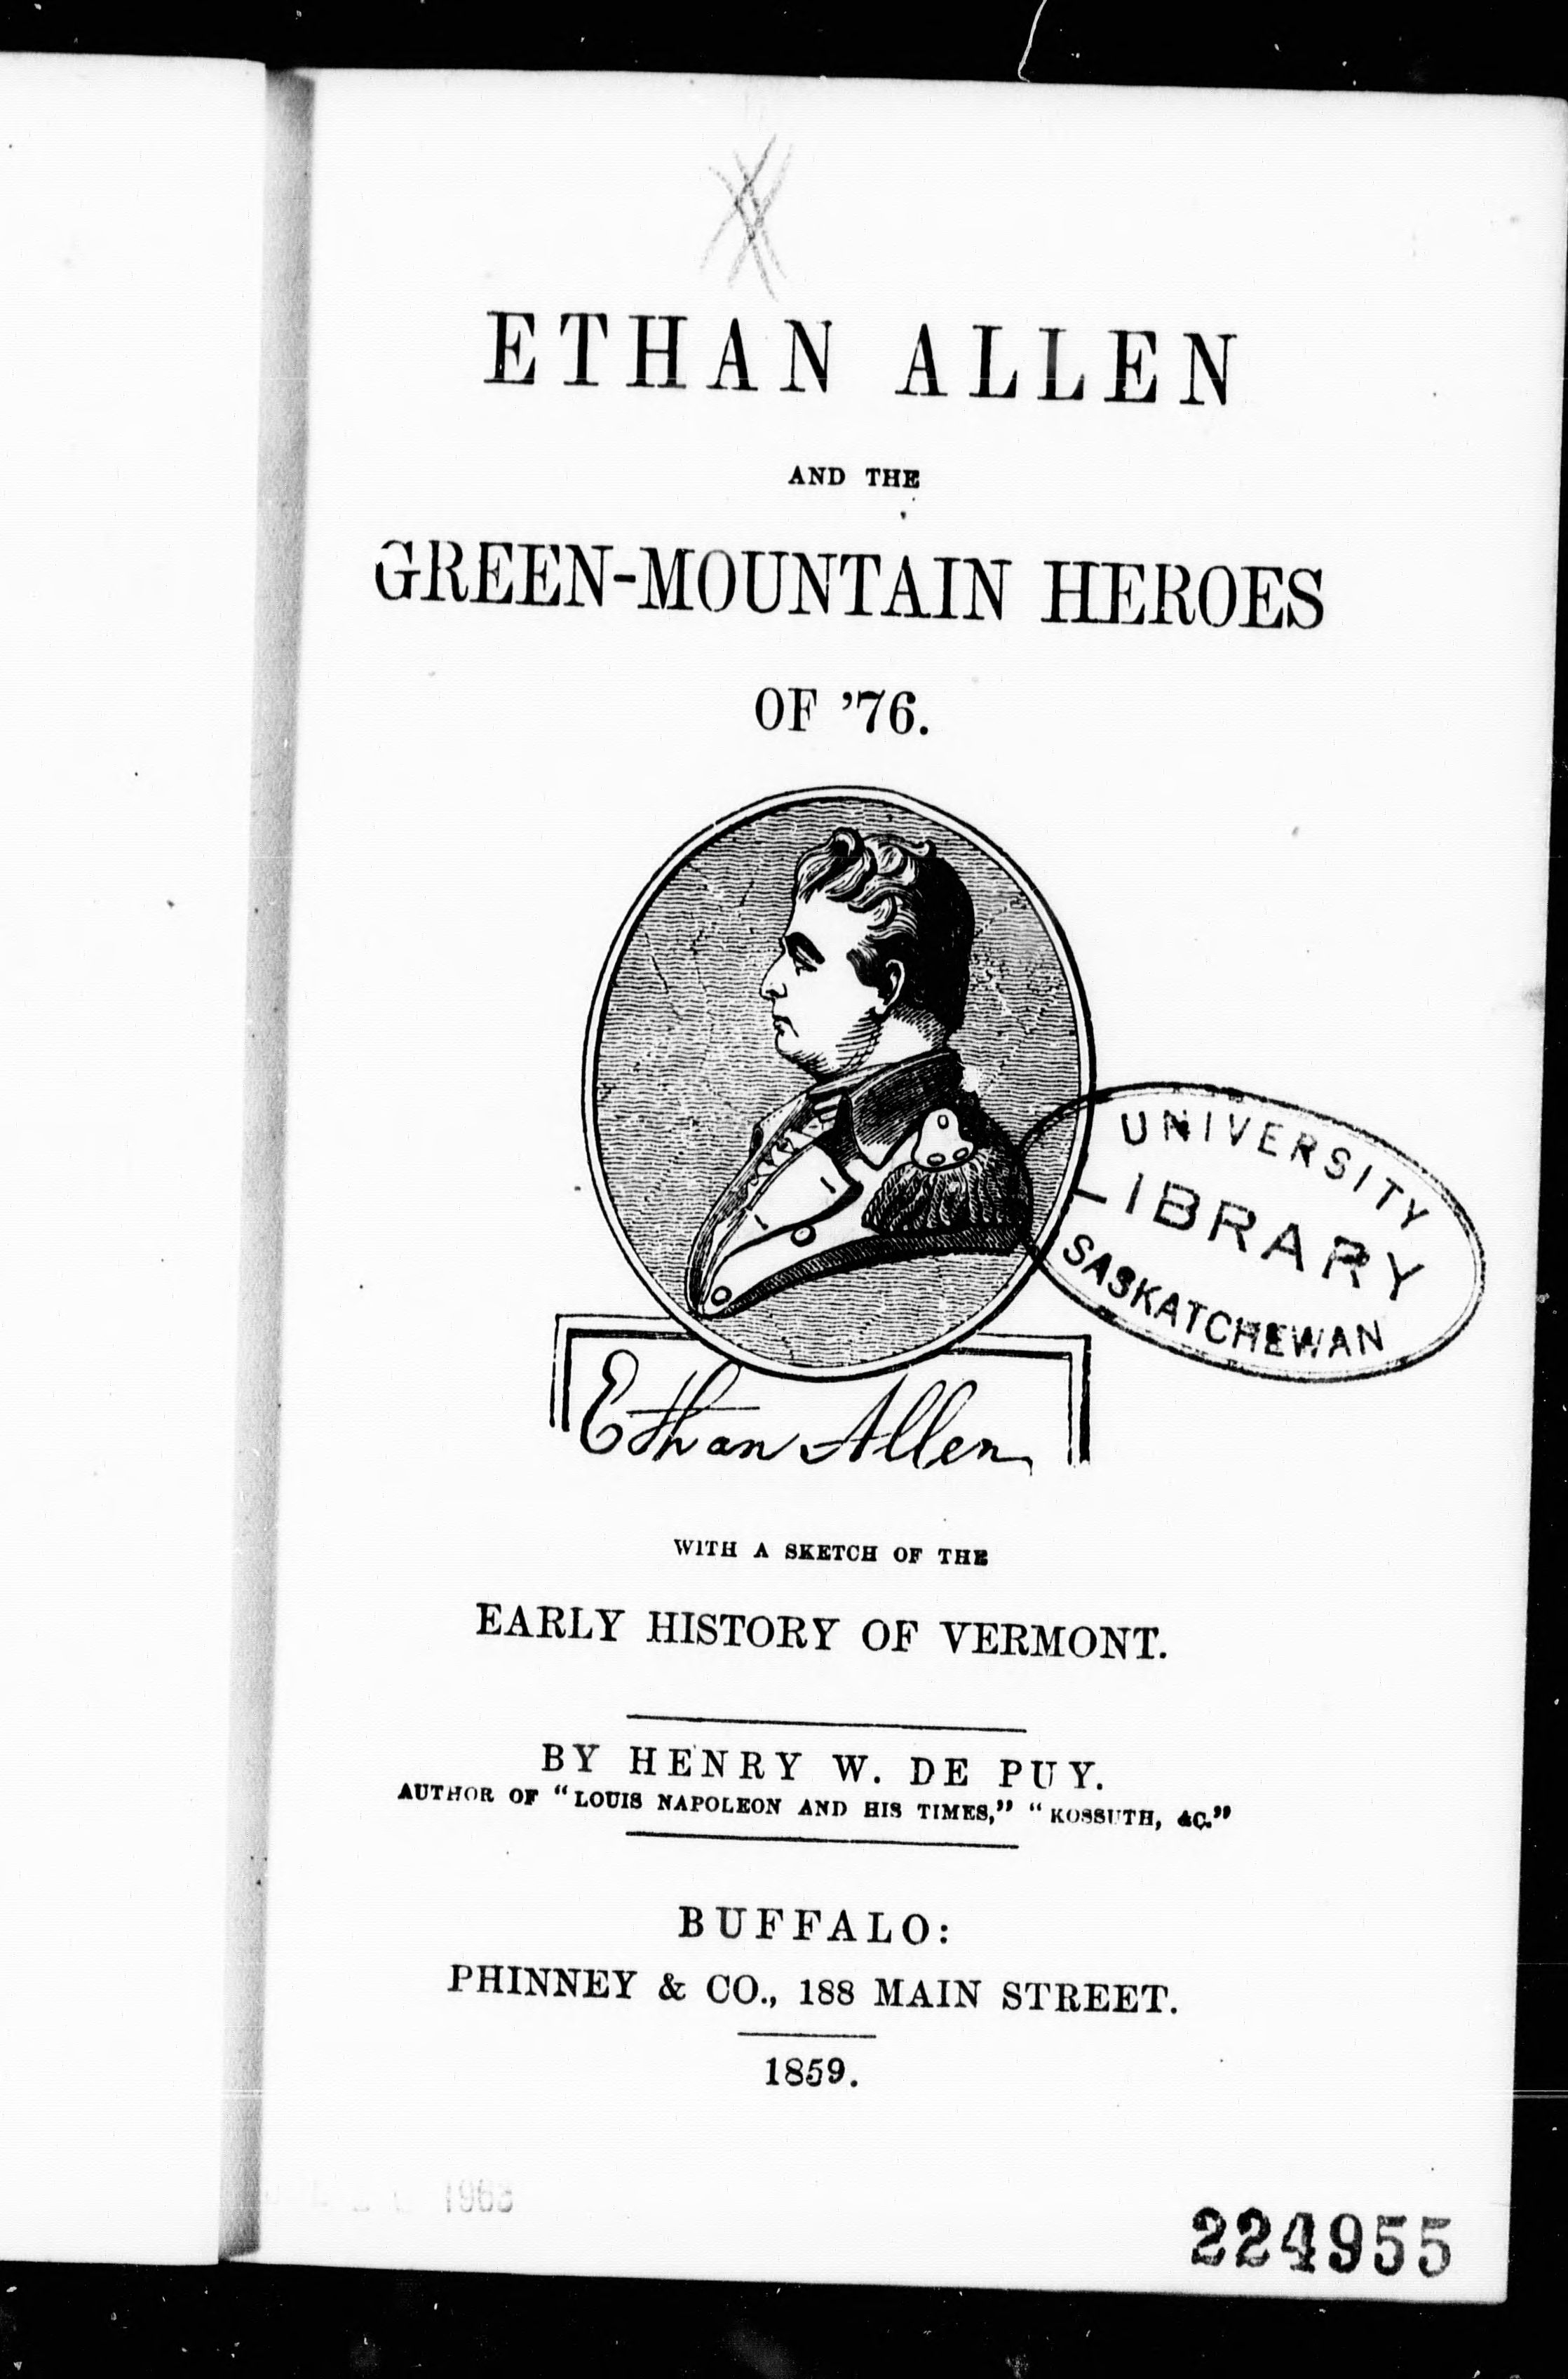 ETHAN ALLEN
AND THE
GREEN-MOUNTAIN HEROES
OF ’76.
UNIVERSITY
LIBRARY
SASKATCHEWAN
Ethan Allen
WITH A SKETCH OF THE
EARLY HISTORY OF VERMONT.
BY HENRY W. DE PUY.
AUTHOR OF “LOUIS NAPOLEON AND HIS TIMES,” “KOSSUTH, &C.”
BUFFALO:
PHINNEY & CO., 188 MAIN STREET.
1859.
224955